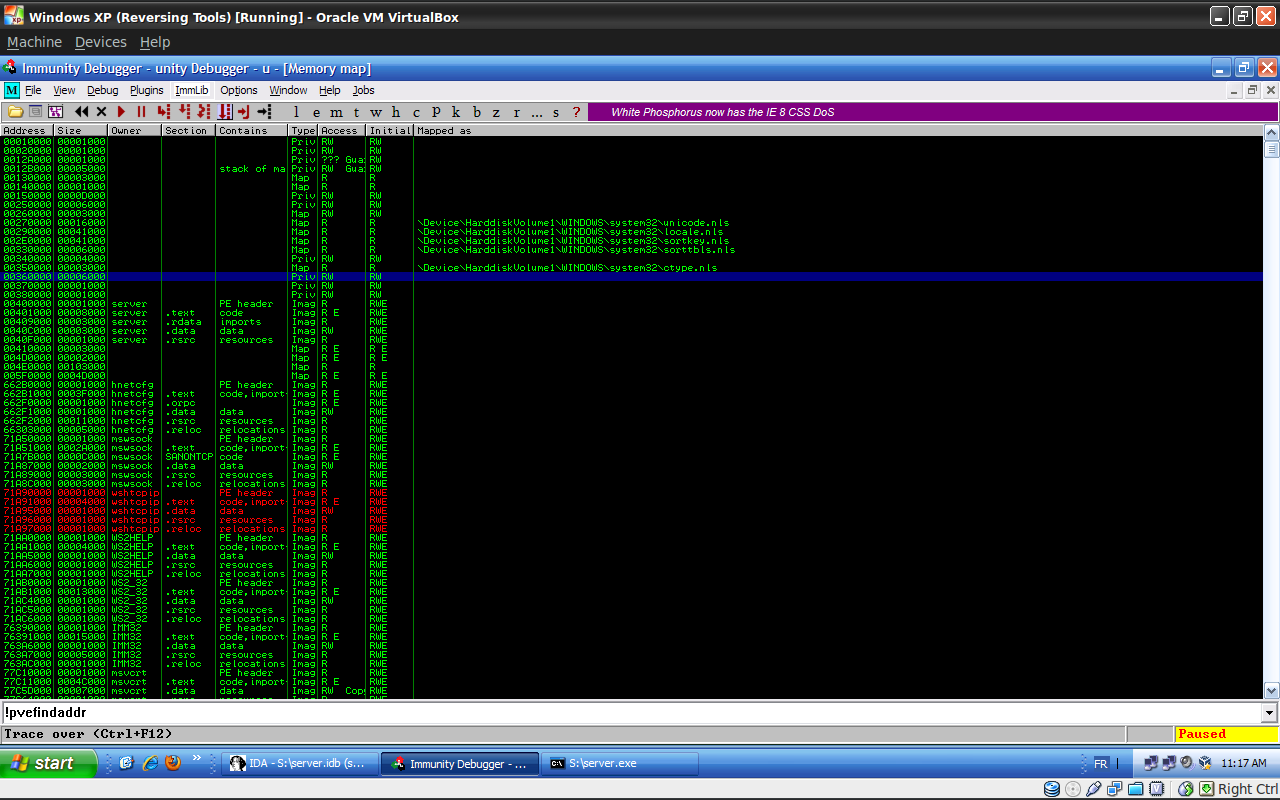 Windows XP (Reversing Tools) [Running] - Oracle VM VirtualBox
Machine Devices Help
Immunity Debugger - unity Debugger - u - [Memory map]
M File View Debug Plugins ImmLib Options Window Help Jobs
l e m t w h c P k b z r ... s ? White Phosphorus now has the IE 8 CSS DoS
Address Size Owner Section Contains Type Access Initial Mapped as
00010000 00001000 Priv RW RW
00020000 00001000 Priv RW RW
0012A000 00001000 Priv ??? Gua RW
0012B000 00005000 stack of ma Priv RW Gua RW
00130000 00003000 Map R R
00140000 00001000 Map R R
00150000 0000D000 Priv RW RW
00250000 00006000 Priv RW RW
00260000 00003000 Map RW RW
00270000 00016000 Map R R \Device\HarddiskVolume1\WINDOWS\system32\unicode.nls
00290000 00041000 Map R R \Device\HarddiskVolume1\WINDOWS\system32\locale.nls
002E0000 00041000 Map R R \Device\HarddiskVolume1\WINDOWS\system32\sortkey.nls
00330000 00006000 Map R R \Device\HarddiskVolume1\WINDOWS\system32\sorttbls.nls
00340000 00004000 Priv RW RW
00350000 00003000 Map R R \Device\HarddiskVolume1\WINDOWS\system32\ctype.nls
00360000 00006000 Priv RW RW
00370000 00001000 Priv RW RW
00380000 00001000 Priv RW RW
00400000 00001000 server PE header Imag R RWE
00401000 00008000 server .text code Imag R E RWE
00409000 00003000 server .rdata imports Imag R RWE
0040C000 00003000 server .data data Imag RW RWE
0040F000 00001000 server .rsrc resources Imag R RWE
00410000 00003000 Map R E R E
004D0000 00002000 Map R E R E
004E0000 00103000 Map R R
005F0000 0004D000 Map R E R E
662B0000 00001000 hnetcfg PE header Imag R RWE
662B1000 0003F000 hnetcfg .text code,import Imag R E RWE
662F0000 00001000 hnetcfg .orpc Imag R E RWE
662F1000 00001000 hnetcfg .data data Imag RW RWE
662F2000 00011000 hnetcfg .rsrc resources Imag R RWE
66303000 00005000 hnetcfg .reloc relocations Imag R RWE
71A50000 00001000 mswsock PE header Imag R RWE
71A51000 0002A000 mswsock .text code,import Imag R E RWE
71A7B000 0000C000 mswsock SANONTCP code Imag R E RWE
71A87000 00002000 mswsock .data data Imag RW RWE
71A89000 00003000 mswsock .rsrc resources Imag R RWE
71A8C000 00003000 mswsock .reloc relocations Imag R RWE
71A90000 00001000 wshtcpip PE header Imag R RWE
71A91000 00004000 wshtcpip .text code,import Imag R E RWE
71A95000 00001000 wshtcpip .data data Imag RW RWE
71A96000 00001000 wshtcpip .rsrc resources Imag R RWE
71A97000 00001000 wshtcpip .reloc relocations Imag R RWE
71AA0000 00001000 WS2HELP PE header Imag R RWE
71AA1000 00004000 WS2HELP .text code,import Imag R E RWE
71AA5000 00001000 WS2HELP .data data Imag RW RWE
71AA6000 00001000 WS2HELP .rsrc resources Imag R RWE
71AA7000 00001000 WS2HELP .reloc relocations Imag R RWE
71AB0000 00001000 WS2_32 PE header Imag R RWE
71AB1000 00013000 WS2_32 .text code,import Imag R E RWE
71AC4000 00001000 WS2_32 .data data Imag RW RWE
71AC5000 00001000 WS2_32 .rsrc resources Imag R RWE
71AC6000 00001000 WS2_32 .reloc relocations Imag R RWE
76390000 00001000 IMM32 PE header Imag R RWE
76391000 00015000 IMM32 .text code,import Imag R E RWE
763A6000 00001000 IMM32 .data data Imag RW RWE
763A7000 00005000 IMM32 .rsrc resources Imag R RWE
763AC000 00001000 IMM32 .reloc relocations Imag R RWE
77C10000 00001000 msvcrt PE header Imag R RWE
77C11000 0004C000 msvcrt .text code,import Imag R E RWE
77C5D000 00007000 msvcrt .data data Imag RW Copy RWE
!pvefindaddr
Trace over (Ctrl+F12) Paused
start » IDA - S:\server.idb (s... Immunity Debugger - ... S:\server.exe FR 11:17 AM
Right Ctrl